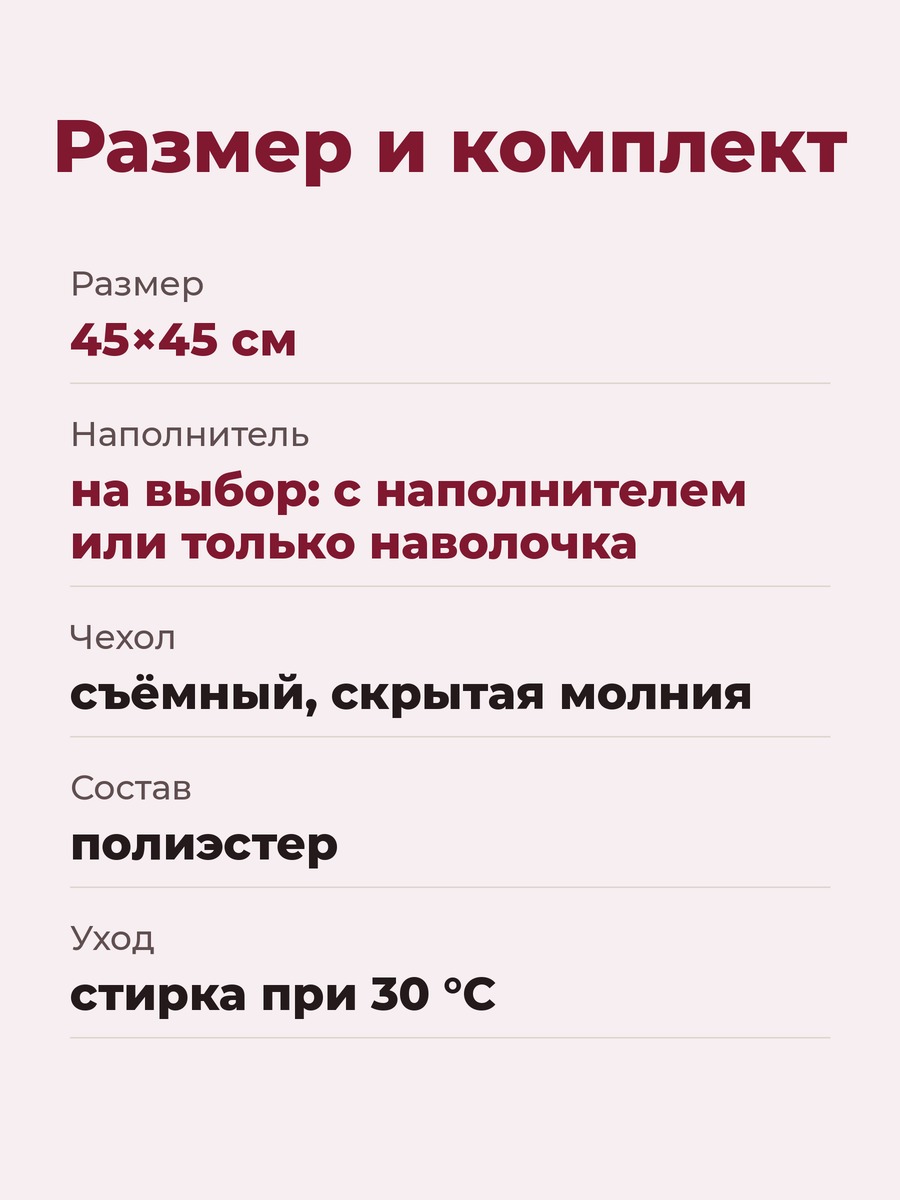 Размер и комплект
Размер
45×45 см
Наполнитель
на выбор: с наполнителем
или только наволочка
Чехол
съёмный, скрытая молния
Состав
полиэстер
Уход
стирка при 30 °C